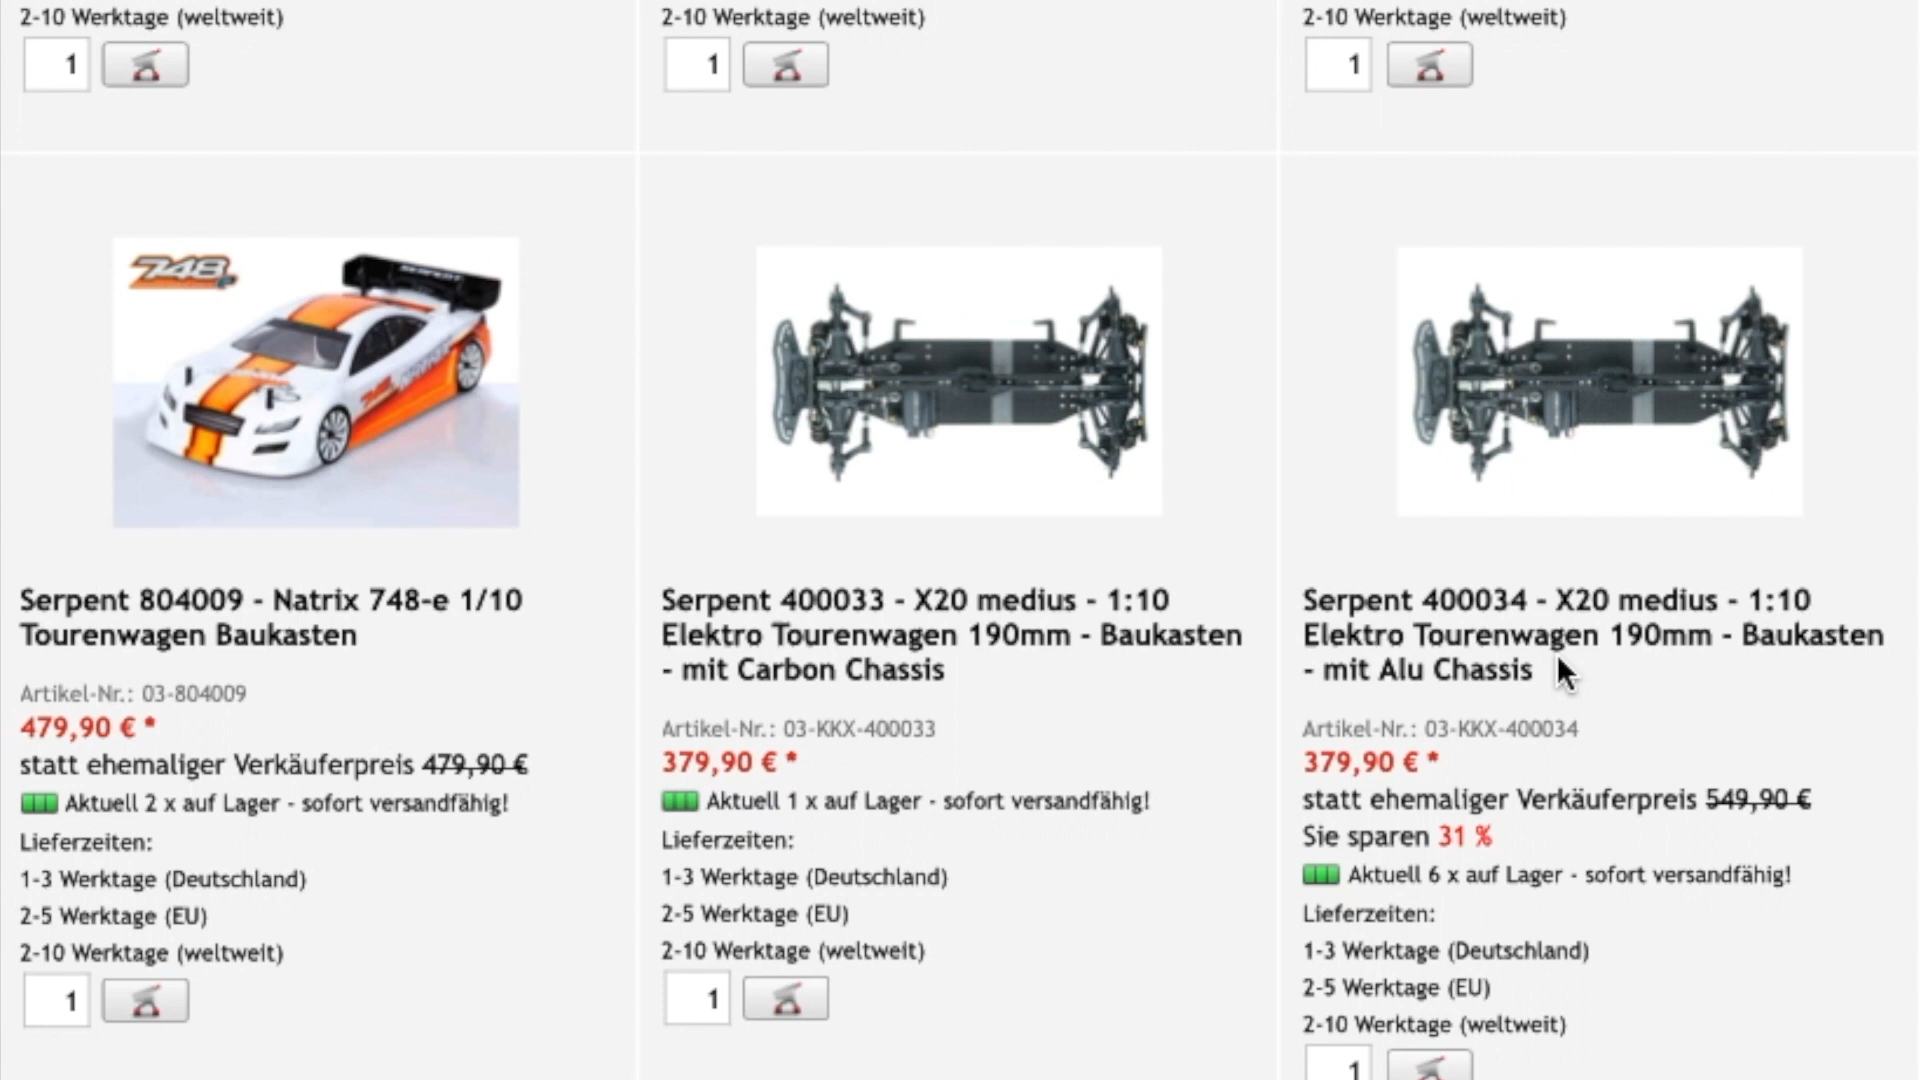 2-10 Werktage (weltweit)
1
2-10 Werktage (weltweit)
1
2-10 Werktage (weltweit)
1
748
SERPENT
Serpent 804009 - Natrix 748-e 1/10
Tourenwagen Baukasten
Artikel-Nr.: 03-804009
479,90 € *
statt ehemaliger Verkäuferpreis 479,90 €
Aktuell 2 x auf Lager - sofort versandfähig!
Lieferzeiten:
1-3 Werktage (Deutschland)
2-5 Werktage (EU)
2-10 Werktage (weltweit)
1
Serpent 400033 - X20 medius - 1:10
Elektro Tourenwagen 190mm - Baukasten
- mit Carbon Chassis
Artikel-Nr.: 03-KKX-400033
379,90 € *
Aktuell 1 x auf Lager - sofort versandfähig!
Lieferzeiten:
1-3 Werktage (Deutschland)
2-5 Werktage (EU)
2-10 Werktage (weltweit)
1
Serpent 400034 - X20 medius - 1:10
Elektro Tourenwagen 190mm - Baukasten
- mit Alu Chassis
Artikel-Nr.: 03-KKX-400034
379,90 € *
statt ehemaliger Verkäuferpreis 549,90 €
Sie sparen 31 %
Aktuell 6 x auf Lager - sofort versandfähig!
Lieferzeiten:
1-3 Werktage (Deutschland)
2-5 Werktage (EU)
2-10 Werktage (weltweit)
1